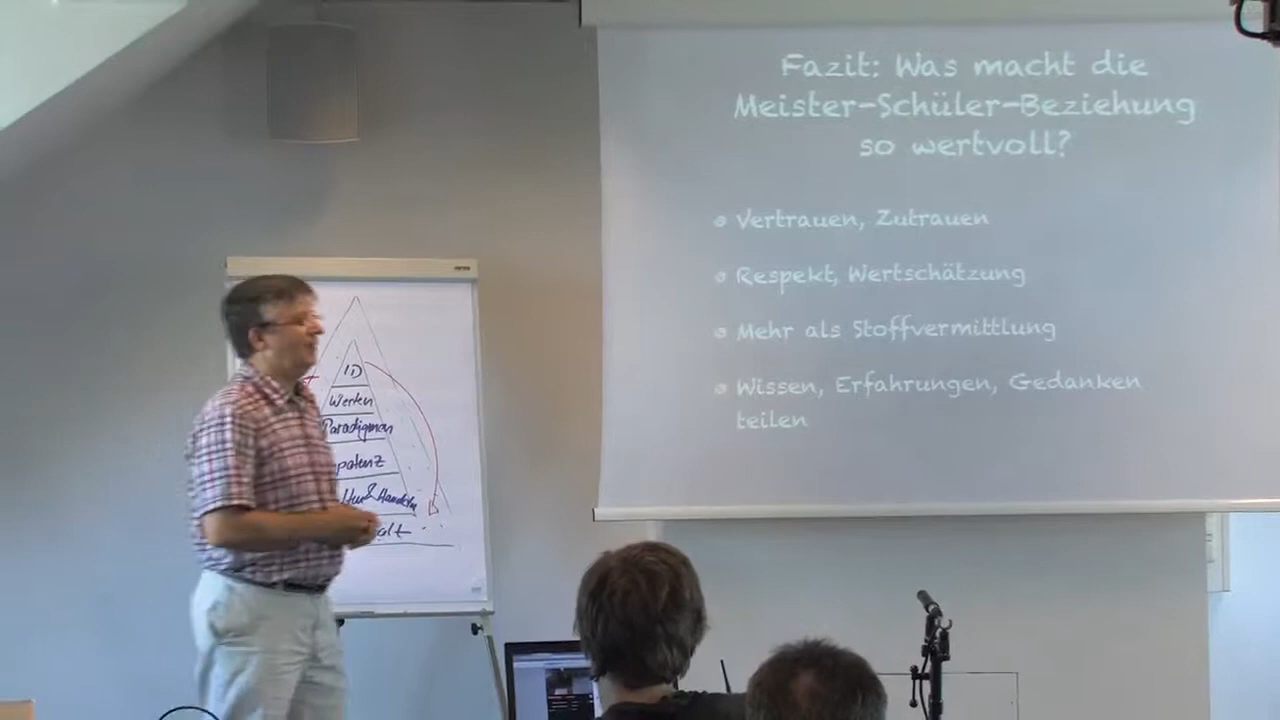 Fazit: Was macht die
Meister-Schüler-Beziehung
so wertvoll?
Vertrauen, Zutrauen
Respekt, Wertschätzung
Mehr als Stoffvermittlung
Wissen, Erfahrungen, Gedanken
teilen
ID
Werten
Paradigmen